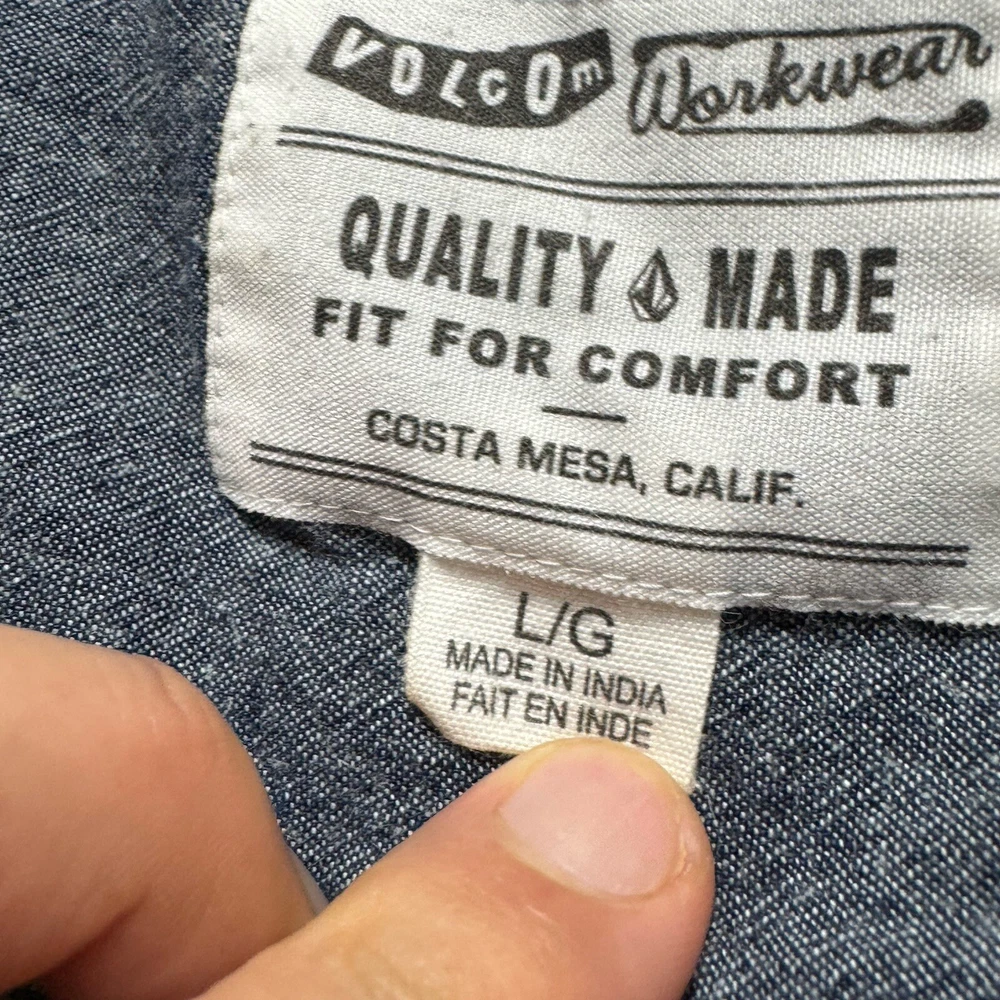 VOLCOm Workwear
QUALITY MADE
FIT FOR COMFORT
COSTA MESA, CALIF.
L/G
MADE IN INDIA
FAIT EN INDE